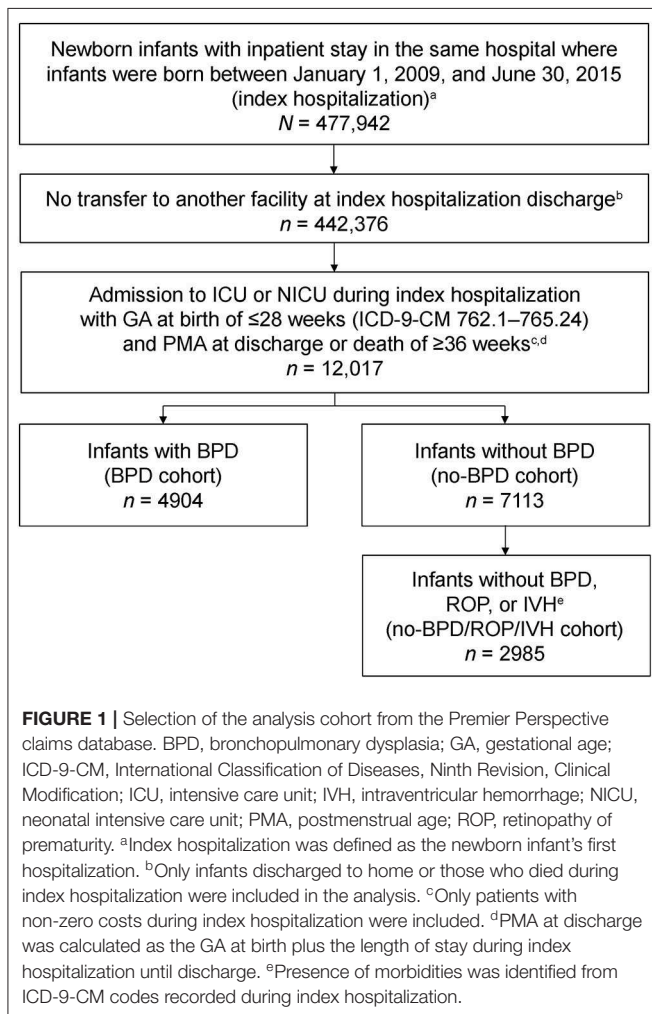 Newborn infants with inpatient stay in the same hospital where
infants were born between January 1, 2009, and June 30, 2015
(index hospitalization)ᵃ
N = 477,942
No transfer to another facility at index hospitalization dischargeᵇ
n = 442,376
Admission to ICU or NICU during index hospitalization
with GA at birth of ≤28 weeks (ICD-9-CM 762.1–765.24)
and PMA at discharge or death of ≥36 weeksᶜ,ᵈ
n = 12,017
Infants with BPD
(BPD cohort)
n = 4904
Infants without BPD
(no-BPD cohort)
n = 7113
Infants without BPD,
ROP, or IVHᵉ
(no-BPD/ROP/IVH cohort)
n = 2985
FIGURE 1 | Selection of the analysis cohort from the Premier Perspective
claims database. BPD, bronchopulmonary dysplasia; GA, gestational age;
ICD-9-CM, International Classification of Diseases, Ninth Revision, Clinical
Modification; ICU, intensive care unit; IVH, intraventricular hemorrhage; NICU,
neonatal intensive care unit; PMA, postmenstrual age; ROP, retinopathy of
prematurity. ᵃIndex hospitalization was defined as the newborn infant's first
hospitalization. ᵇOnly infants discharged to home or those who died during
index hospitalization were included in the analysis. ᶜOnly patients with
non-zero costs during index hospitalization were included. ᵈPMA at discharge
was calculated as the GA at birth plus the length of stay during index
hospitalization until discharge. ᵉPresence of morbidities was identified from
ICD-9-CM codes recorded during index hospitalization.